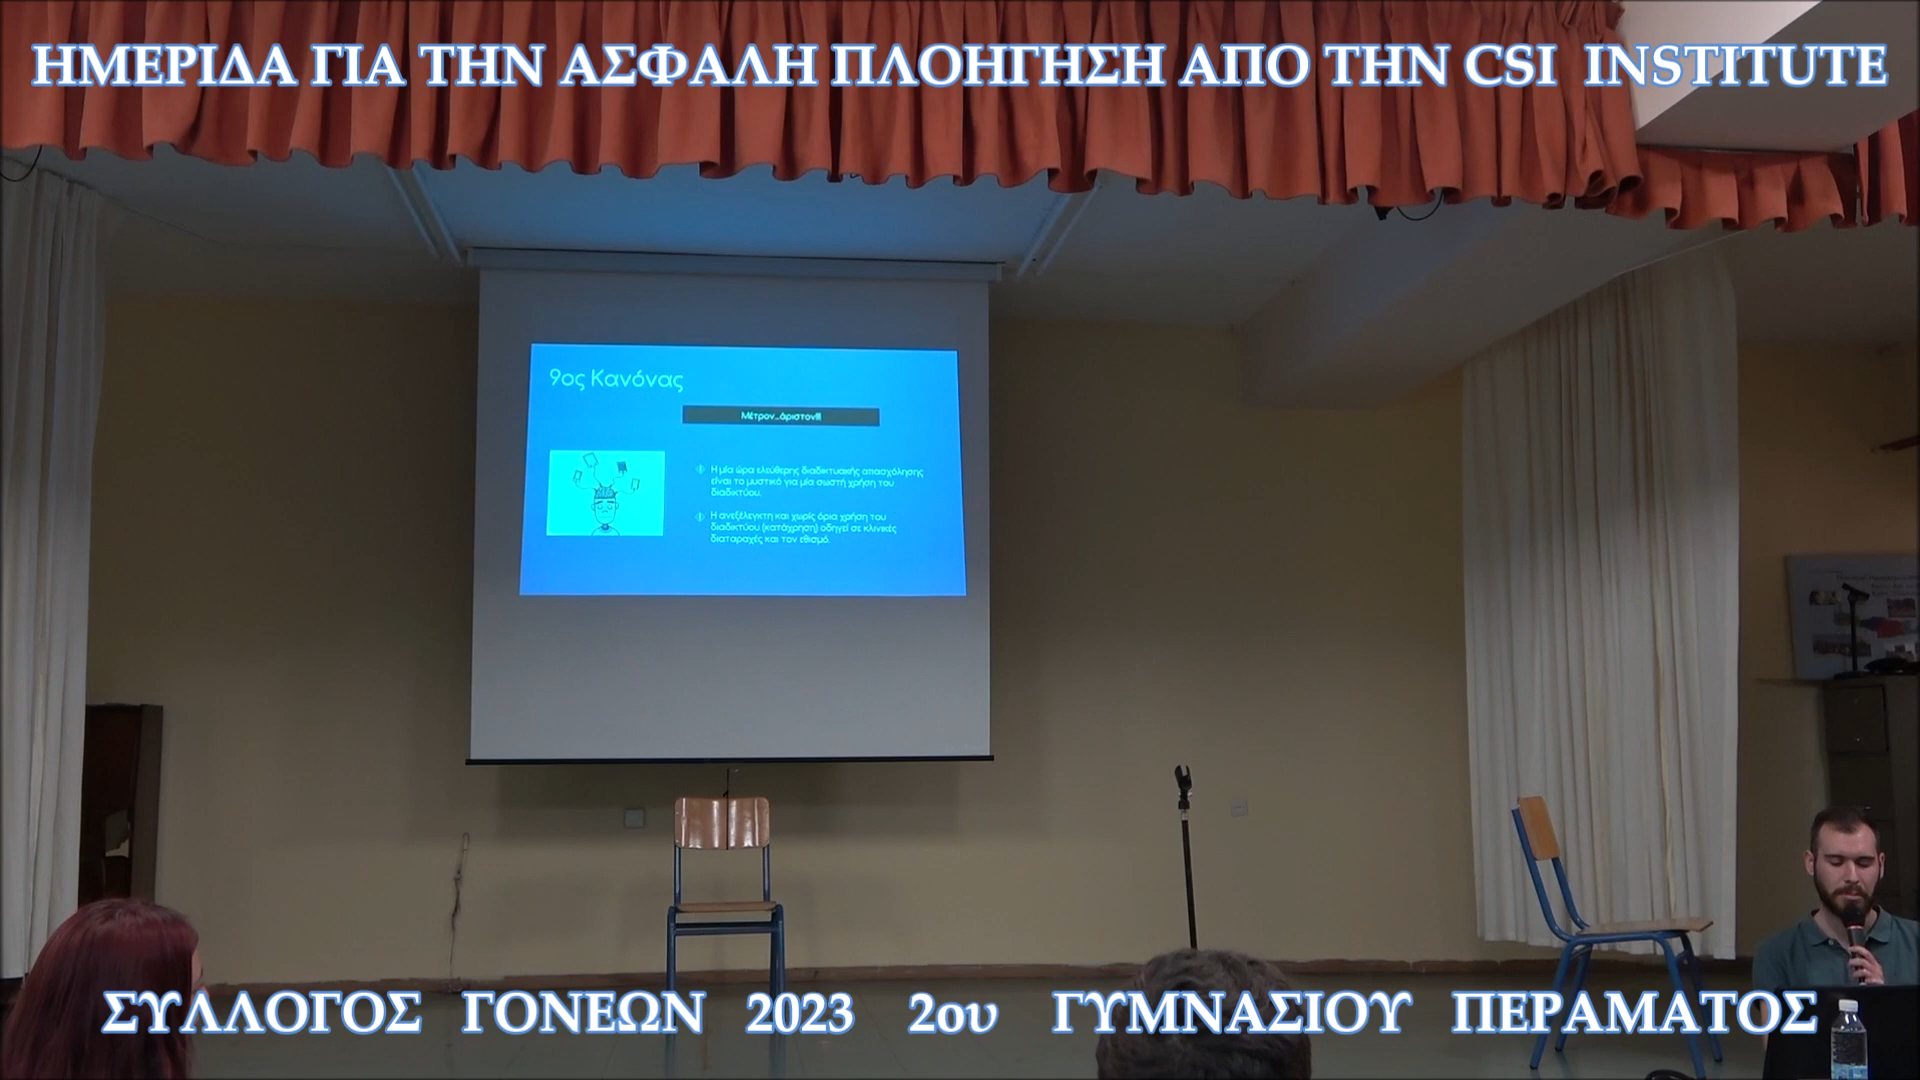 ΗΜΕΡΙΔΑ ΓΙΑ ΤΗΝ ΑΣΦΑΛΗ ΠΛΟΗΓΗΣΗ ΑΠΟ ΤΗΝ CSI INSTITUTE
9ος Κανόνας
Μέτρον...άριστον!!!
Η μία ώρα ελεύθερης διαδικτυακής απασχόλησης
είναι το μυστικό για μία σωστή χρήση του
διαδικτύου.
Η ανεξέλεγκτη και χωρίς όρια χρήση του
διαδικτύου (κατάχρηση) οδηγεί σε κλινικές
διαταραχές και τον εθισμό.
ΣΥΛΛΟΓΟΣ ΓΟΝΕΩΝ 2023 2ου ΓΥΜΝΑΣΙΟΥ ΠΕΡΑΜΑΤΟΣ